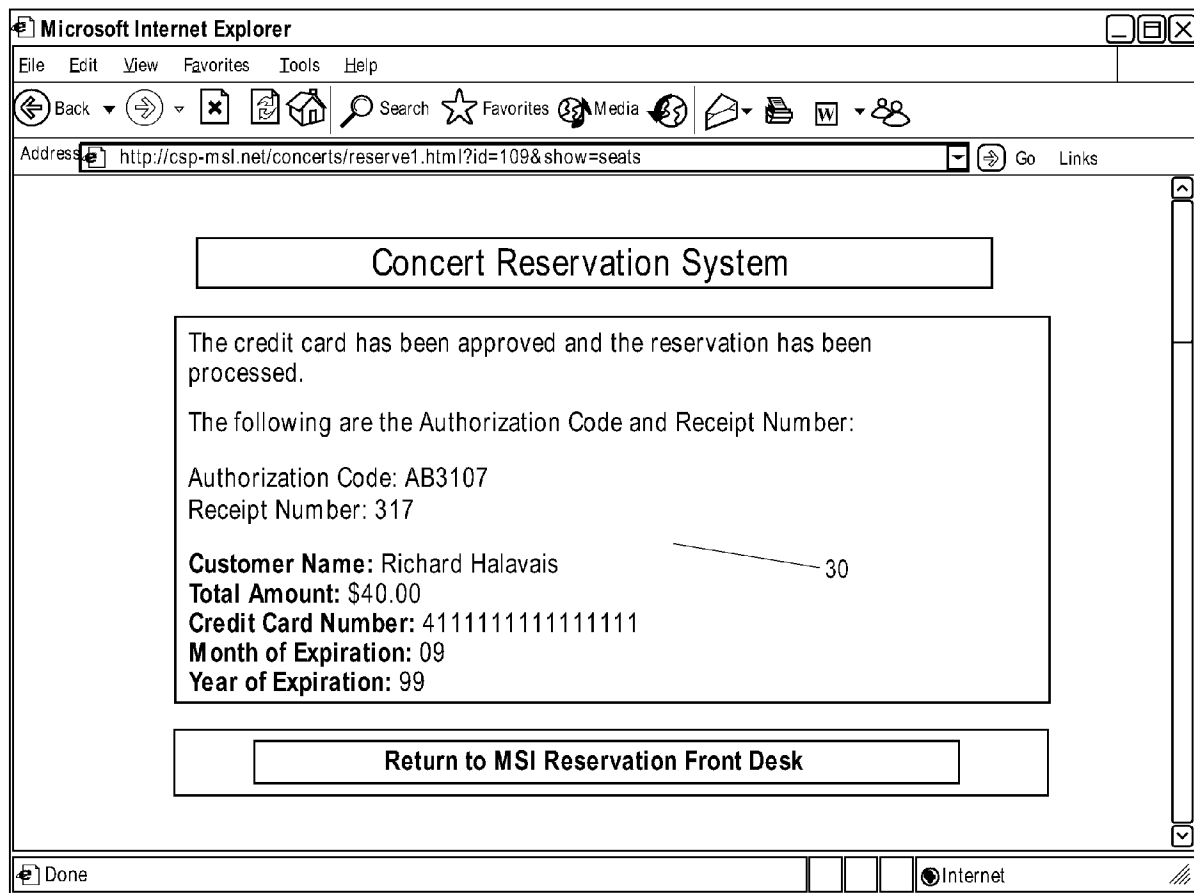 Microsoft Internet Explorer
File Edit View Favorites Tools Help
Back Search Favorites Media W
Address http://csp-msl.net/concerts/reserve1.html?id=109&show=seats Go Links
Concert Reservation System
The credit card has been approved and the reservation has been
processed.
The following are the Authorization Code and Receipt Number:
Authorization Code: AB3107
Receipt Number: 317
Customer Name: Richard Halavais
30
Total Amount: $40.00
Credit Card Number: 4111111111111111
Month of Expiration: 09
Year of Expiration: 99
Return to MSI Reservation Front Desk
Done Internet